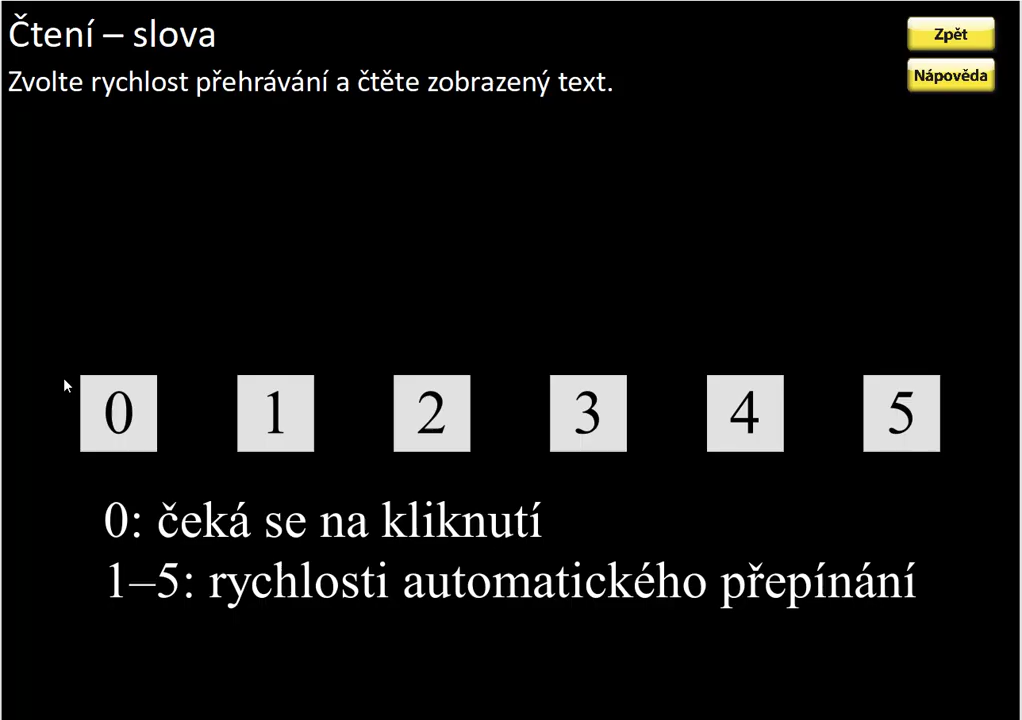 Čtení – slova
Zpět
Zvolte rychlost přehrávání a čtěte zobrazený text.
Nápověda
0 1 2 3 4 5
0: čeká se na kliknutí
1–5: rychlosti automatického přepínání